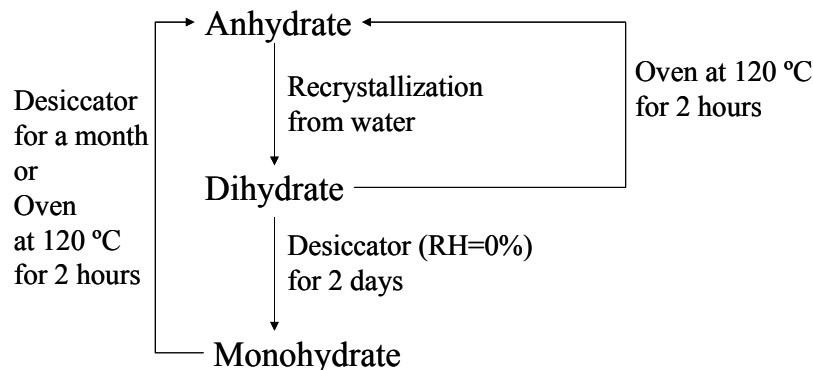 Anhydrate
Recrystallization
from water
Oven at 120 ºC
for 2 hours
Desiccator
for a month
or
Oven
at 120 ºC
for 2 hours
Dihydrate
Desiccator (RH=0%)
for 2 days
Monohydrate